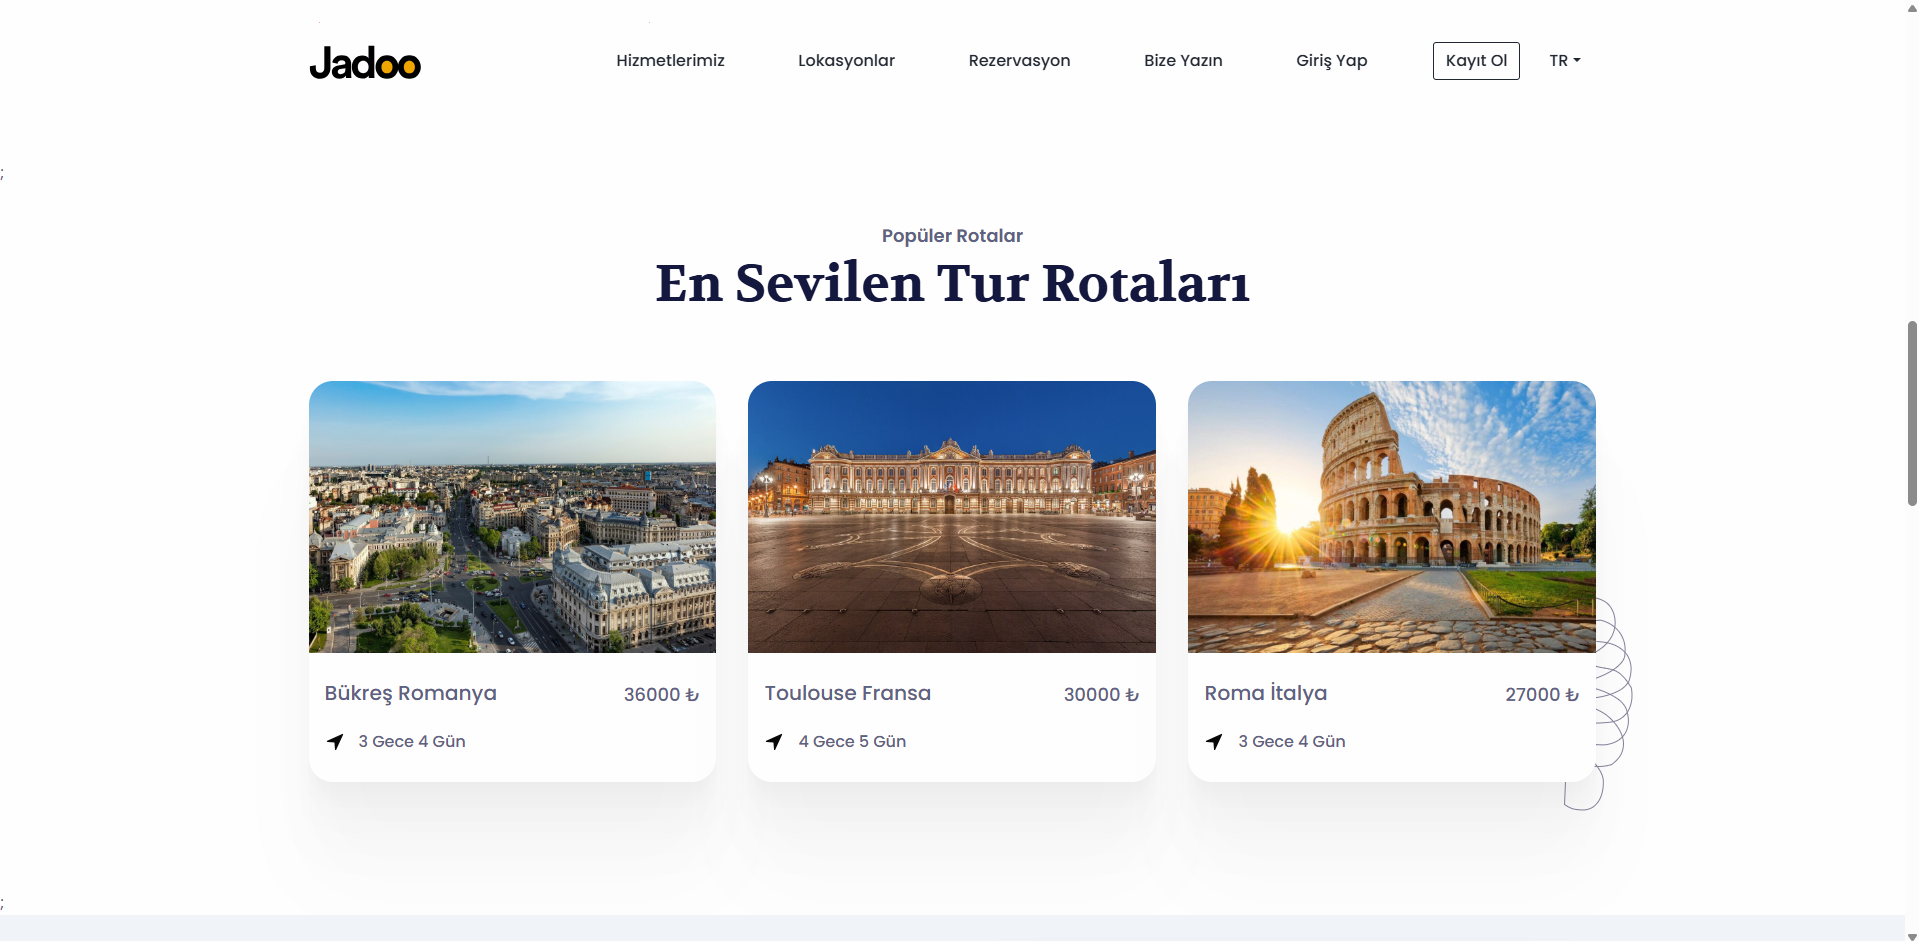 Jadoo
Hizmetlerimiz Lokasyonlar Rezervasyon Bize Yazın Giriş Yap Kayıt Ol TR
;
Popüler Rotalar
En Sevilen Tur Rotaları
Bükreş Romanya 36000 ₺
3 Gece 4 Gün
Toulouse Fransa 30000 ₺
4 Gece 5 Gün
Roma İtalya 27000 ₺
3 Gece 4 Gün
;